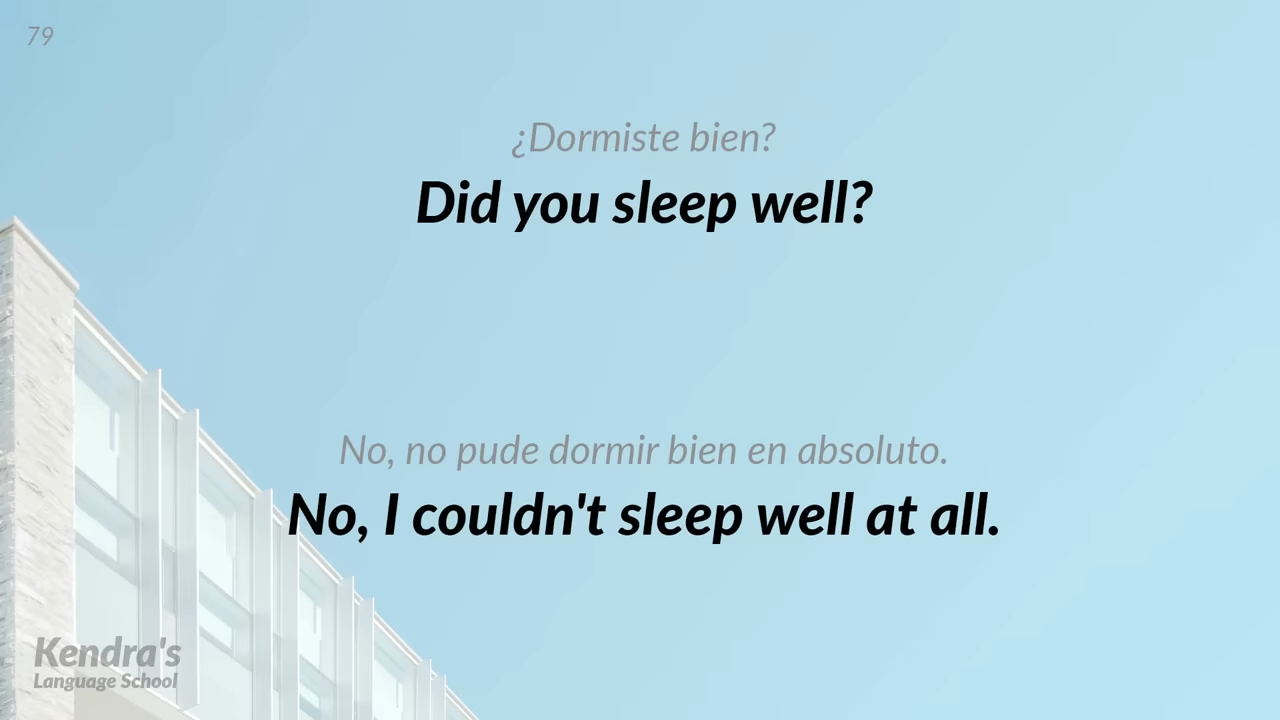 79
¿Dormiste bien?
Did you sleep well?
No, no pude dormir bien en absoluto.
No, I couldn't sleep well at all.
Kendra's
Language School